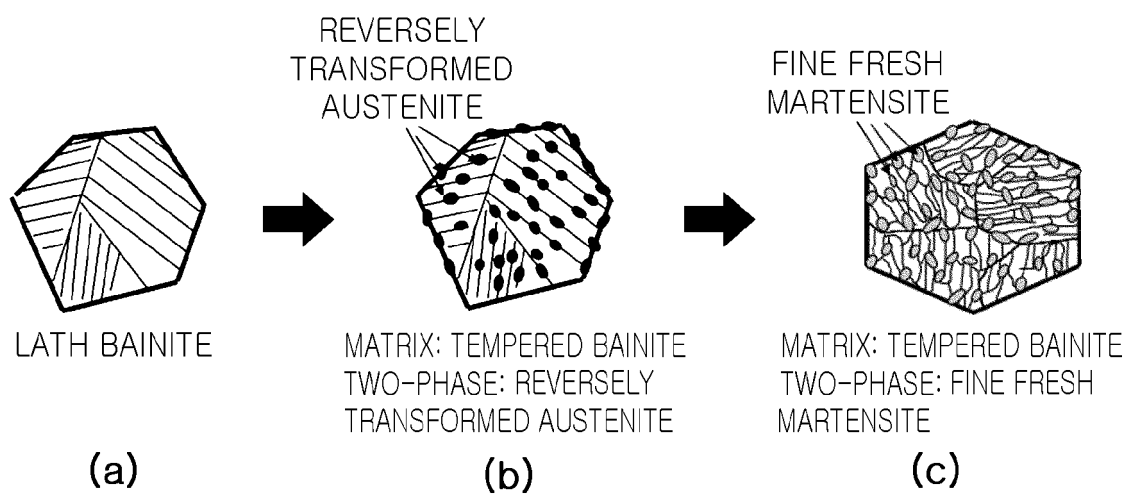 REVERSELY
TRANSFORMED
AUSTENITE
FINE FRESH
MARTENSITE
LATH BAINITE
MATRIX: TEMPERED BAINITE
TWO-PHASE: REVERSELY
TRANSFORMED AUSTENITE
MATRIX: TEMPERED BAINITE
TWO-PHASE: FINE FRESH
MARTENSITE
(a)
(b)
(c)